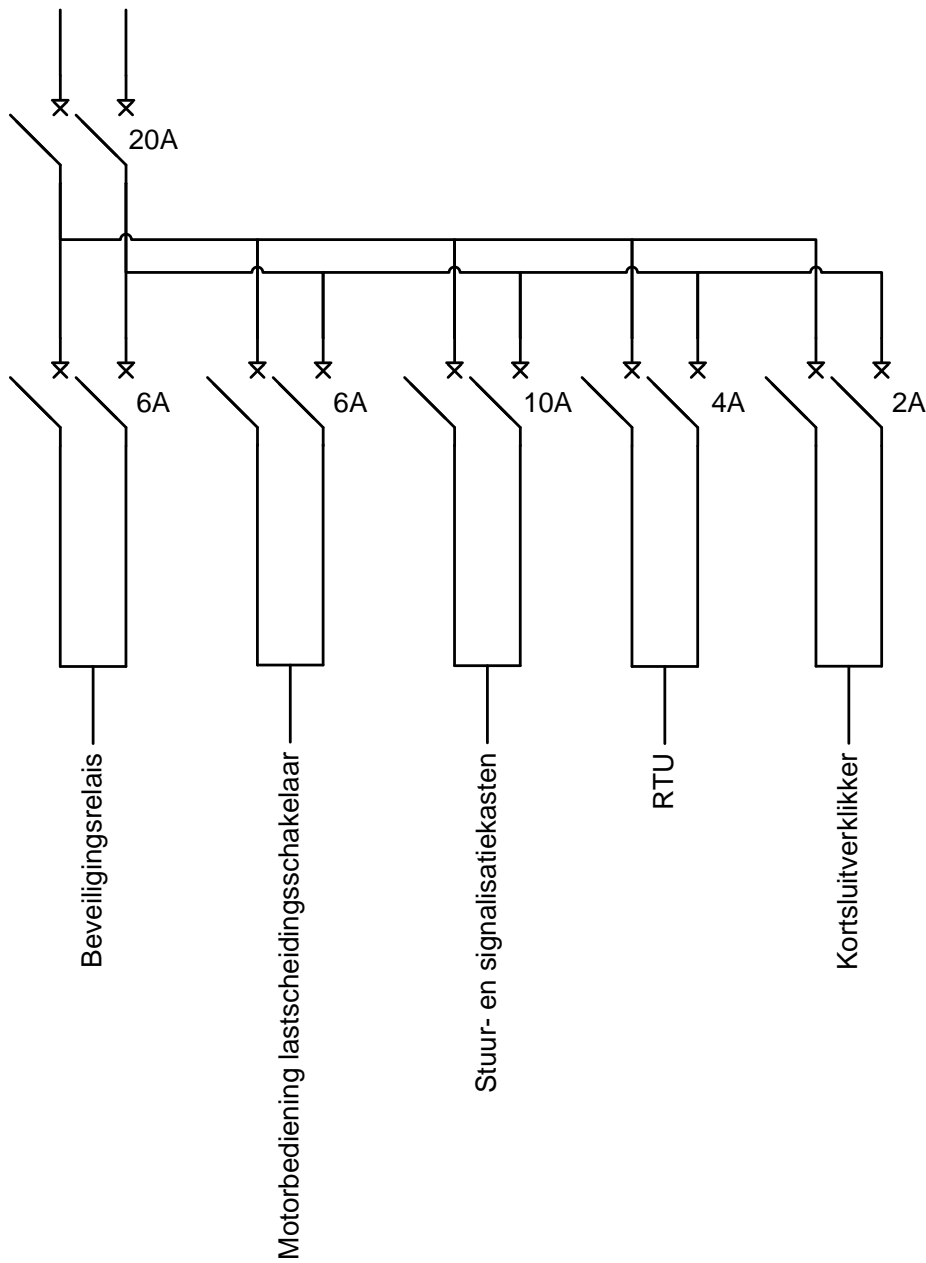 20A
6A
6A
10A
4A
2A
Beveiligingsrelais
Motorbediening lastscheidingsschakelaar
Stuur- en signalisatiekasten
RTU
Kortsluitverklikker